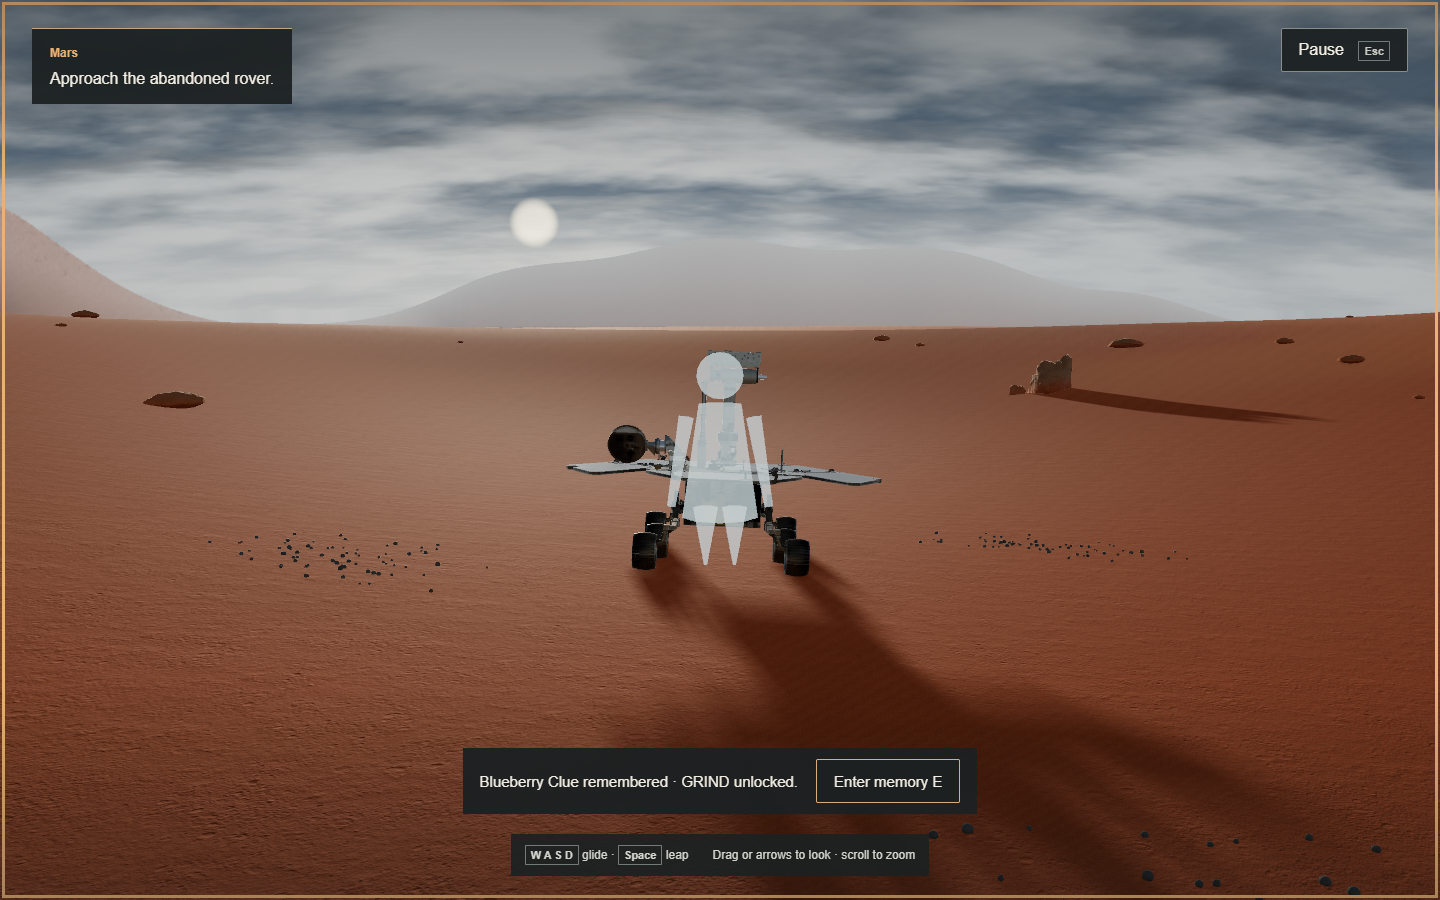 Mars
Approach the abandoned rover.
Pause Esc
Blueberry Clue remembered · GRIND unlocked. Enter memory E
W A S D glide · Space leap Drag or arrows to look · scroll to zoom